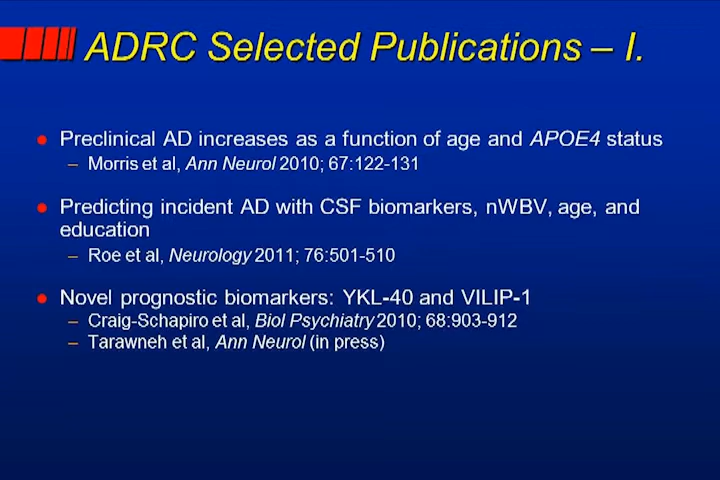 ADRC Selected Publications – I.
● Preclinical AD increases as a function of age and APOE4 status
– Morris et al, Ann Neurol 2010; 67:122-131
● Predicting incident AD with CSF biomarkers, nWBV, age, and
education
– Roe et al, Neurology 2011; 76:501-510
● Novel prognostic biomarkers: YKL-40 and VILIP-1
– Craig-Schapiro et al, Biol Psychiatry 2010; 68:903-912
– Tarawneh et al, Ann Neurol (in press)